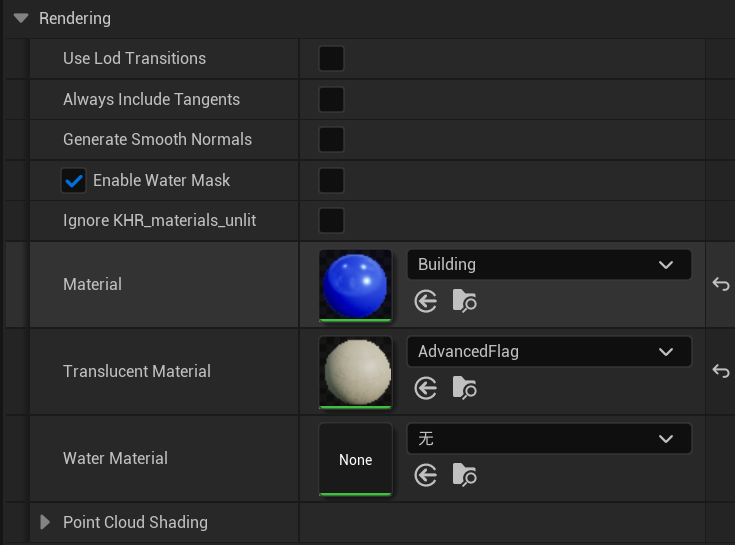 Rendering
Use Lod Transitions
Always Include Tangents
Generate Smooth Normals
Enable Water Mask
Ignore KHR_materials_unlit
Material
Building
Translucent Material
AdvancedFlag
Water Material
None
无
Point Cloud Shading